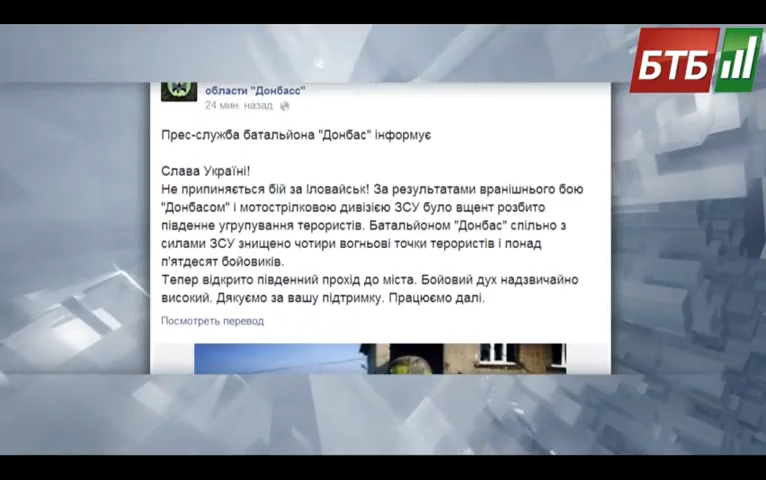 БТБ
области "Донбасс"
24 мин. назад
Прес-служба батальйона "Донбас" інформує
Слава Україні!
Не припиняється бій за Іловайськ! За результатами вранішнього бою
"Донбасом" і мотострілковою дивізією ЗСУ було вщент розбито
південне угрупування терористів. Батальйоном "Донбас" спільно з
силами ЗСУ знищено чотири вогньові точки терористів і понад
п'ятдесят бойовиків.
Тепер відкрито південний прохід до міста. Бойовий дух надзвичайно
високий. Дякуємо за вашу підтримку. Працюємо далі.
Посмотреть перевод